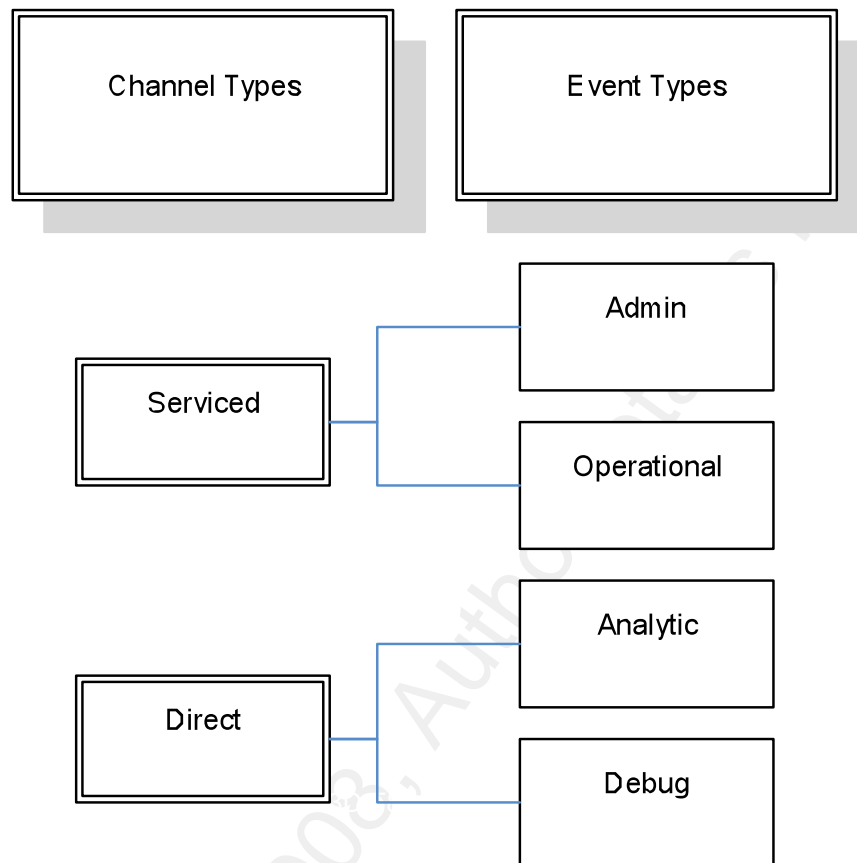 Channel Types
Event Types
Serviced
Admin
Operational
Direct
Analytic
Debug